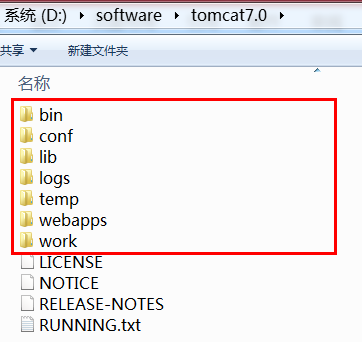 系统 (D:) ▸ software ▸ tomcat7.0 ▸
共享 ▼ 新建文件夹
名称
bin
conf
lib
logs
temp
webapps
work
LICENSE
NOTICE
RELEASE-NOTES
RUNNING.txt